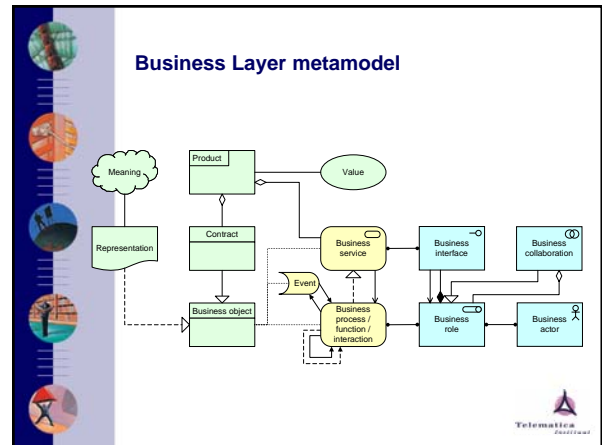 Business Layer metamodel
Meaning
Product
Value
Representation
Contract
Business
service
Business
interface
Business
collaboration
Event
Business object
Business
process /
function /
interaction
Business
role
Business
actor
Telematica
Instituut